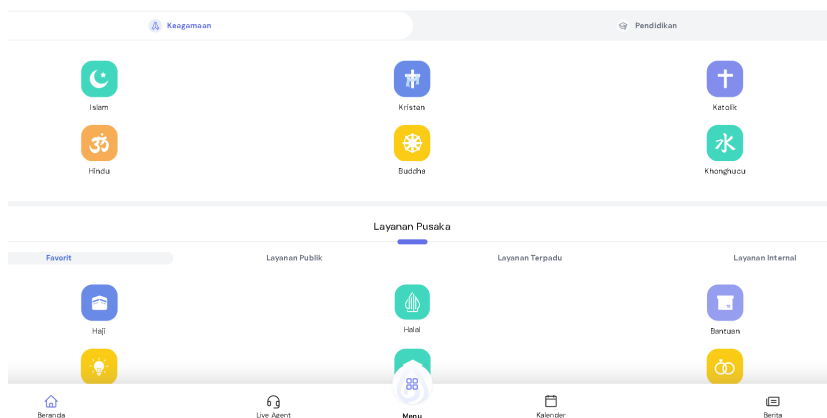 Keagamaan
Pendidikan
Islam
Kristen
Katolik
Hindu
Buddha
水
Khonghucu
Layanan Pusaka
Favorit
Layanan Publik
Layanan Terpadu
Layanan Internal
Haji
Halal
Bantuan
Beranda
Live Agent
Menu
Kalender
Berita